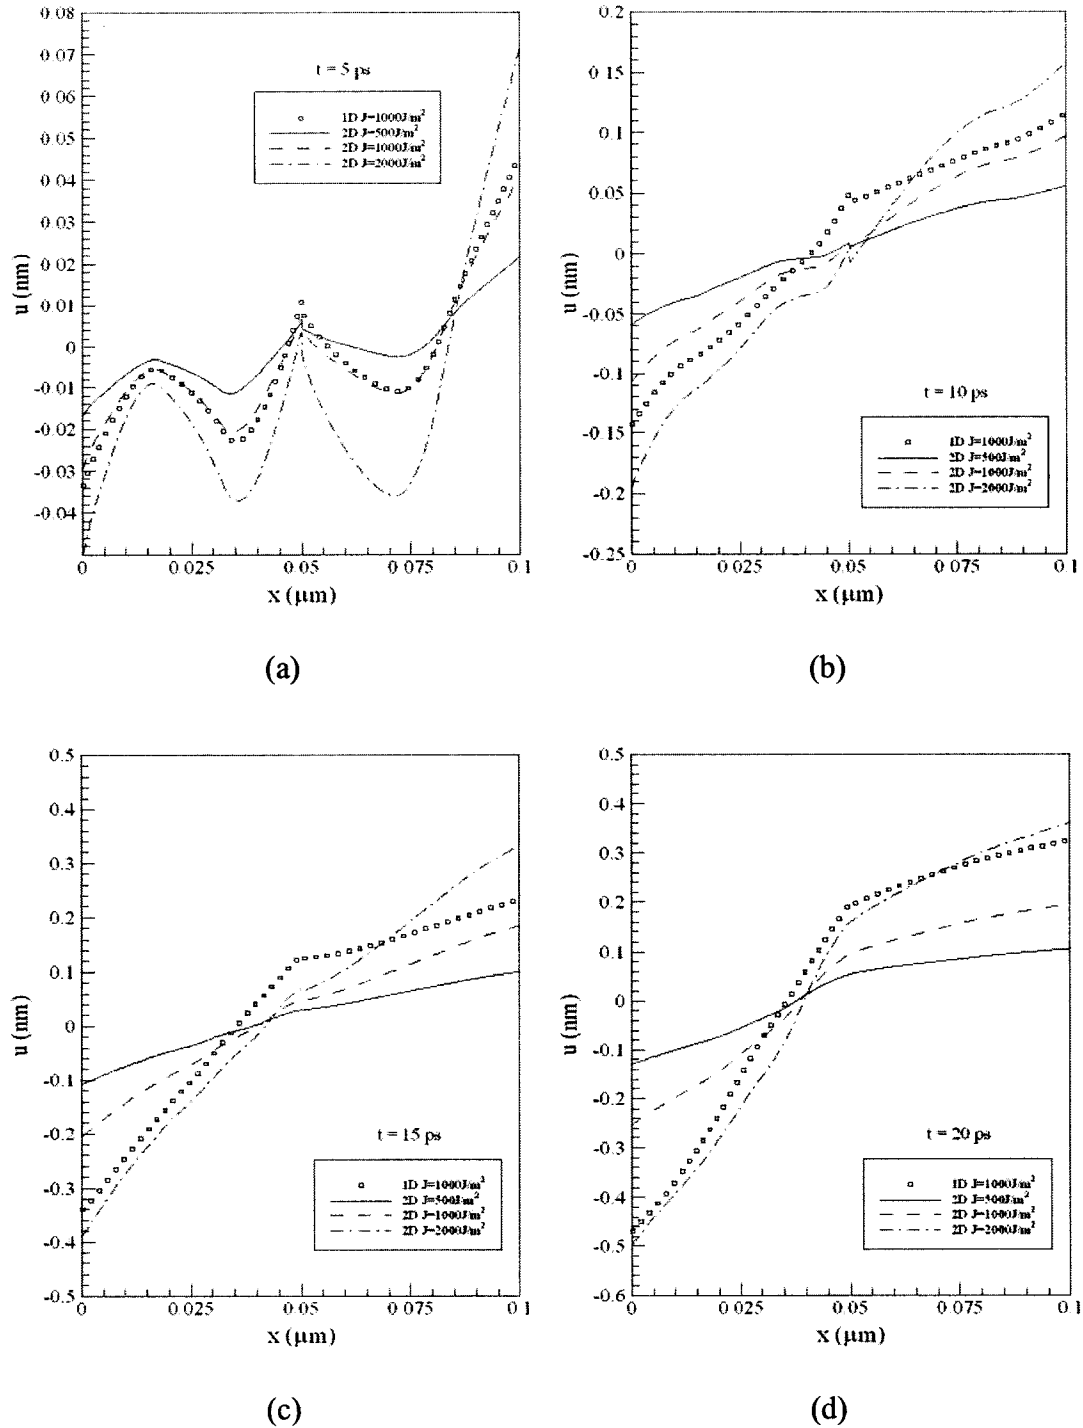 0.08
0.07
0.06
0.05
0.04
0.03
0.02
0.01
0
-0.01
-0.02
-0.03
-0.04
u (nm)
t = 5 ps
1D J=1000J/m²
2D J=500J/m²
2D J=1000J/m²
2D J=2000J/m²
0 0.025 0.05 0.075 0.1
x (μm)
(a)
0.2
0.15
0.1
0.05
0
-0.05
-0.1
-0.15
-0.2
-0.25
u (nm)
t = 10 ps
1D J=1000J/m²
2D J=500J/m²
2D J=1000J/m²
2D J=2000J/m²
0 0.025 0.05 0.075 0.1
x (μm)
(b)
0.5
0.4
0.3
0.2
0.1
0
-0.1
-0.2
-0.3
-0.4
-0.5
u (nm)
t = 15 ps
1D J=1000J/m²
2D J=500J/m²
2D J=1000J/m²
2D J=2000J/m²
0 0.025 0.05 0.075 0.1
x (μm)
(c)
0.5
0.4
0.3
0.2
0.1
0
-0.1
-0.2
-0.3
-0.4
-0.5
-0.6
u (nm)
t = 20 ps
1D J=1000J/m²
2D J=500J/m²
2D J=1000J/m²
2D J=2000J/m²
0 0.025 0.05 0.075 0.1
x (μm)
(d)